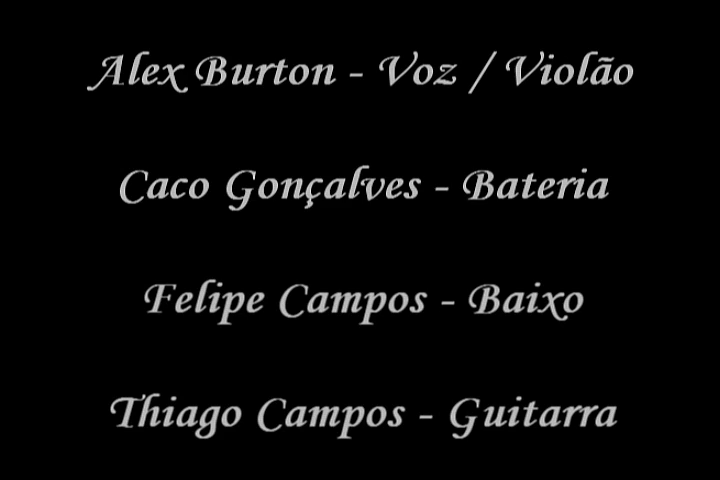 Alex Burton - Voz / Violão
Caco Gonçalves - Bateria
Felipe Campos - Baixo
Thiago Campos - Guitarra